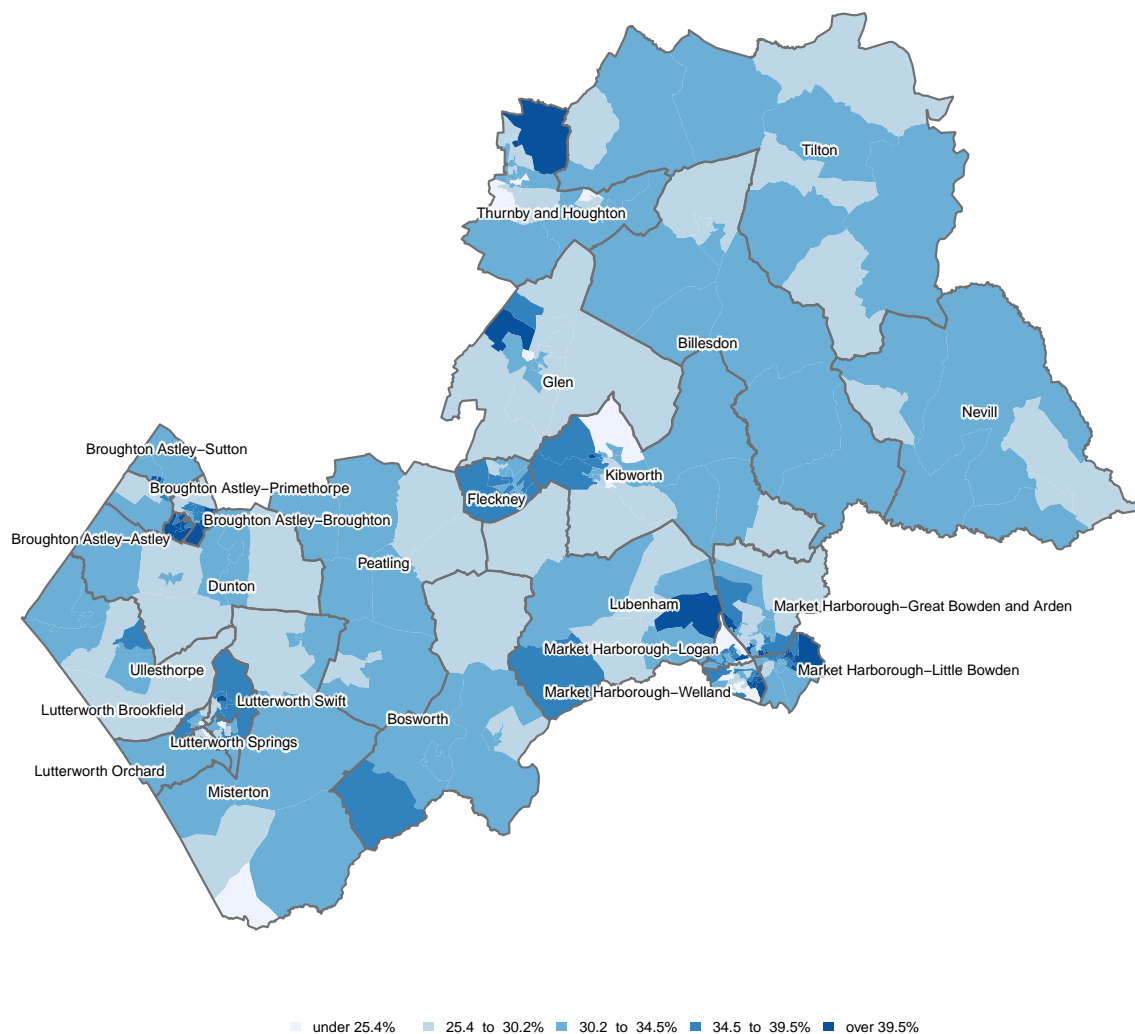 Tilton
Thurnby and Houghton
Billesdon
Glen
Nevill
Broughton Astley−Sutton
Kibworth
Broughton Astley−Primethorpe
Fleckney
Broughton Astley−Broughton
Broughton Astley−Astley
Peatling
Dunton
Lubenham
Market Harborough−Great Bowden and Arden
Market Harborough−Logan
Ullesthorpe
Market Harborough−Little Bowden
Market Harborough−Welland
Lutterworth Swift
Lutterworth Brookfield
Bosworth
Lutterworth Springs
Lutterworth Orchard
Misterton
under 25.4% 25.4 to 30.2% 30.2 to 34.5% 34.5 to 39.5% over 39.5%